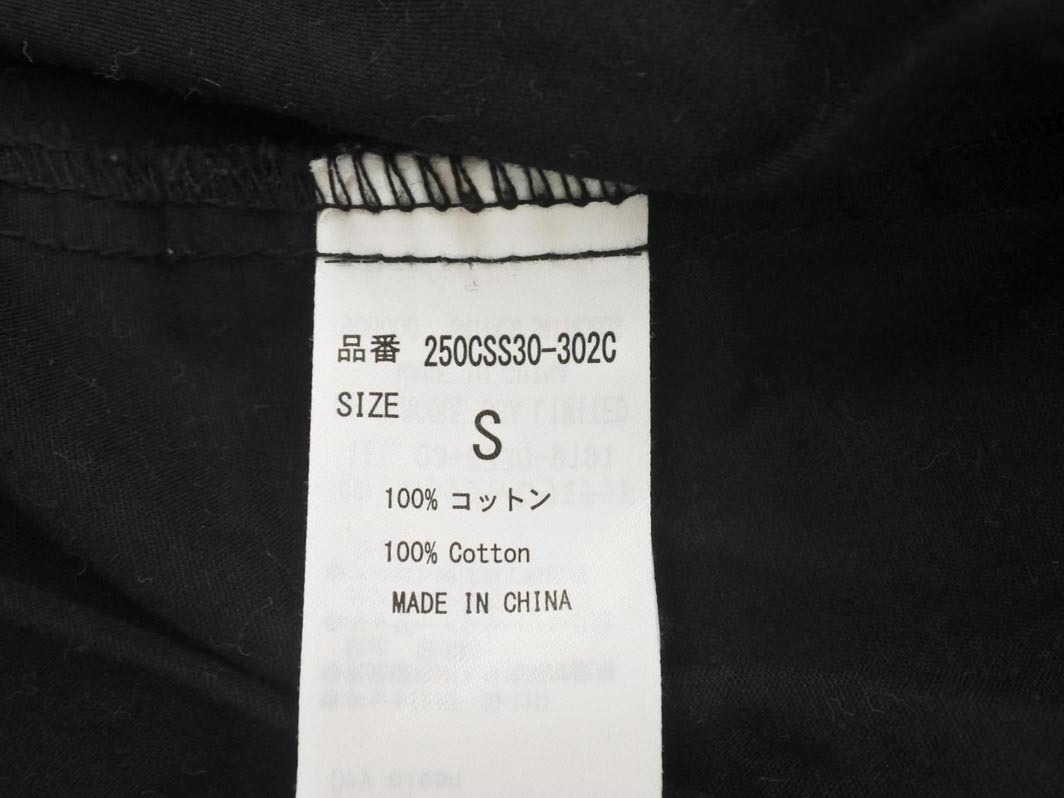 品番 250CSS30-302C
SIZE
S
100% コットン
100% Cotton
MADE IN CHINA